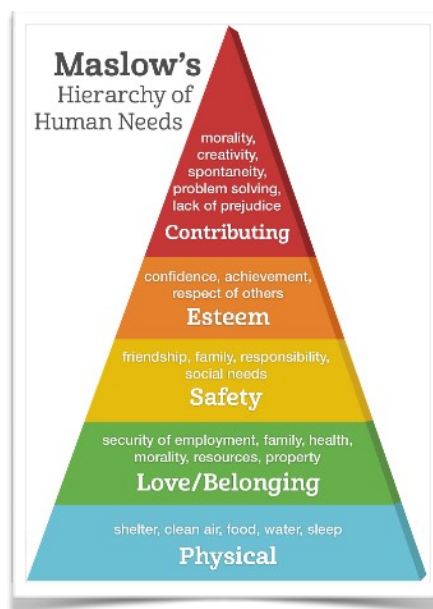 Maslow's
Hierarchy of
Human Needs
morality,
creativity,
spontaneity,
problem solving,
lack of prejudice
Contributing
confidence, achievement,
respect of others
Esteem
friendship, family, responsibility,
social needs
Safety
security of employment, family, health,
morality, resources, property
Love/Belonging
shelter, clean air, food, water, sleep
Physical